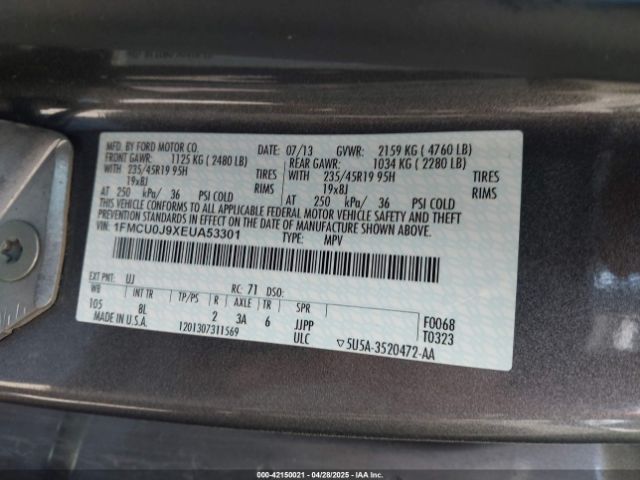 MFD. BY FORD MOTOR CO.
DATE: 07/13 GVWR: 2159 KG ( 4760 LB)
FRONT GAWR: 1125 KG ( 2480 LB)
REAR GAWR: 1034 KG ( 2280 LB)
WITH 235/45R19 95H TIRES
WITH 235/45R19 95H TIRES
19x8J RIMS
19x8J RIMS
AT 250 kPa/ 36 PSI COLD
AT 250 kPa/ 36 PSI COLD
THIS VEHICLE CONFORMS TO ALL APPLICABLE FEDERAL MOTOR VEHICLE SAFETY AND BUMPER
THEFT PREVENTION STANDARDS IN EFFECT ON THE DATE OF MANUFACTURE SHOWN ABOVE.
VIN: 1FMCU0J9XEUA53301
TYPE: MPV
EXT PNT: UJ RC: 71 DSO:
WB INT TR TP/PS R AXLE TR SPR
105 8L 2 3A 6 JJPP F0068
MADE IN U.S.A. 1201307311569 ULC T0323
▽5U5A-3520472-AA
000-42150021 - 04/28/2025 - IAA Inc.